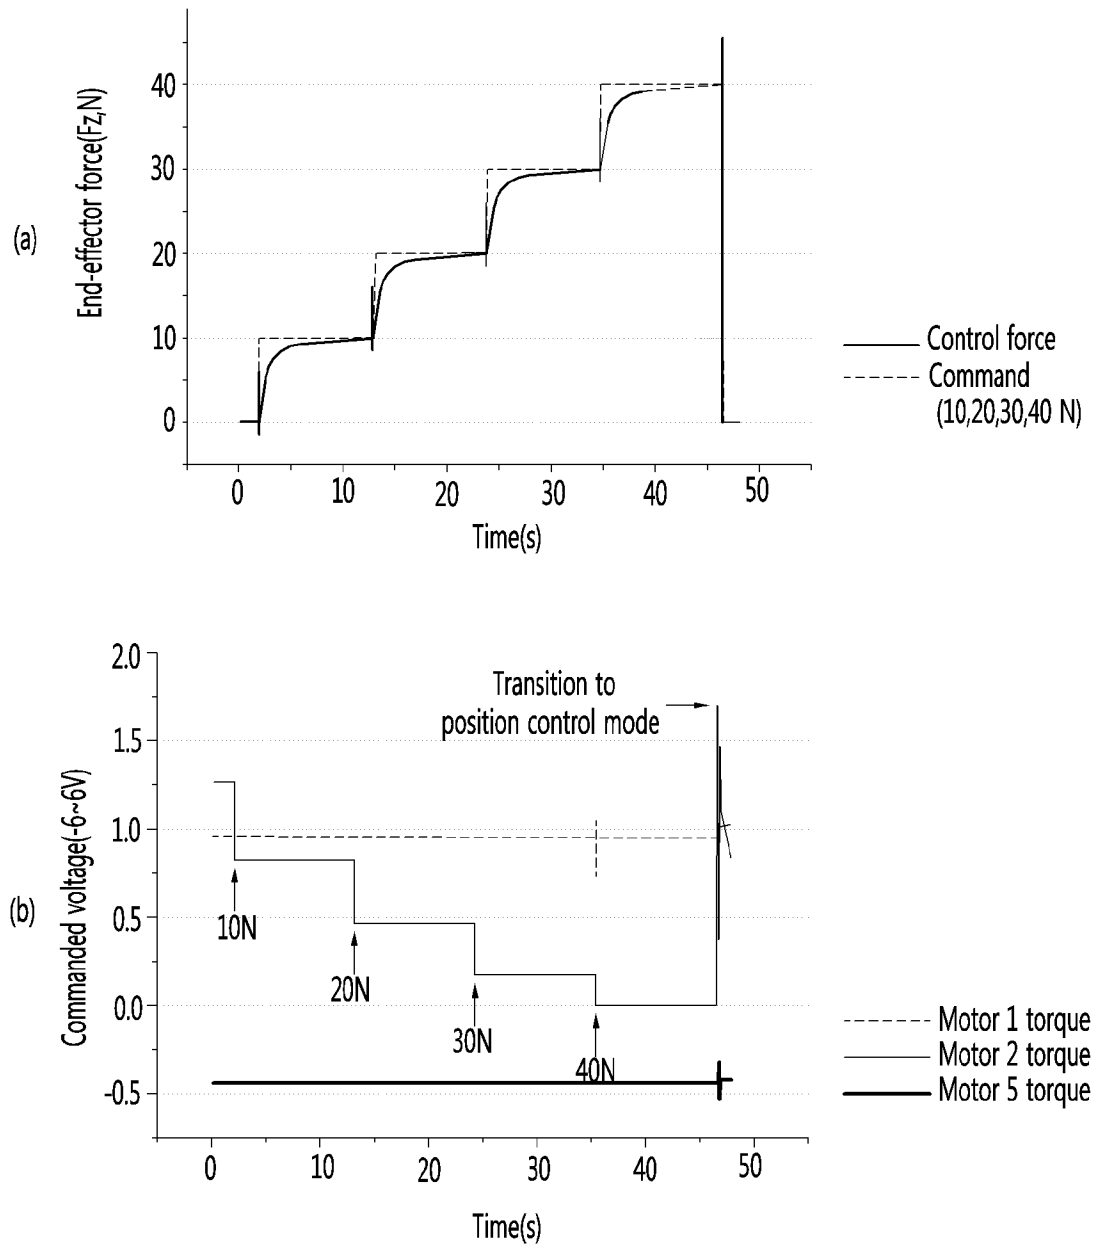 (a)
End-effector force(Fz,N)
40
30
20
10
0
0 10 20 30 40 50
Time(s)
Control force
Command
(10,20,30,40 N)
(b)
Commanded voltage(-6~6V)
2.0
1.5
1.0
0.5
0.0
-0.5
Transition to
position control mode
10N
20N
30N
40N
0 10 20 30 40 50
Time(s)
Motor 1 torque
Motor 2 torque
Motor 5 torque